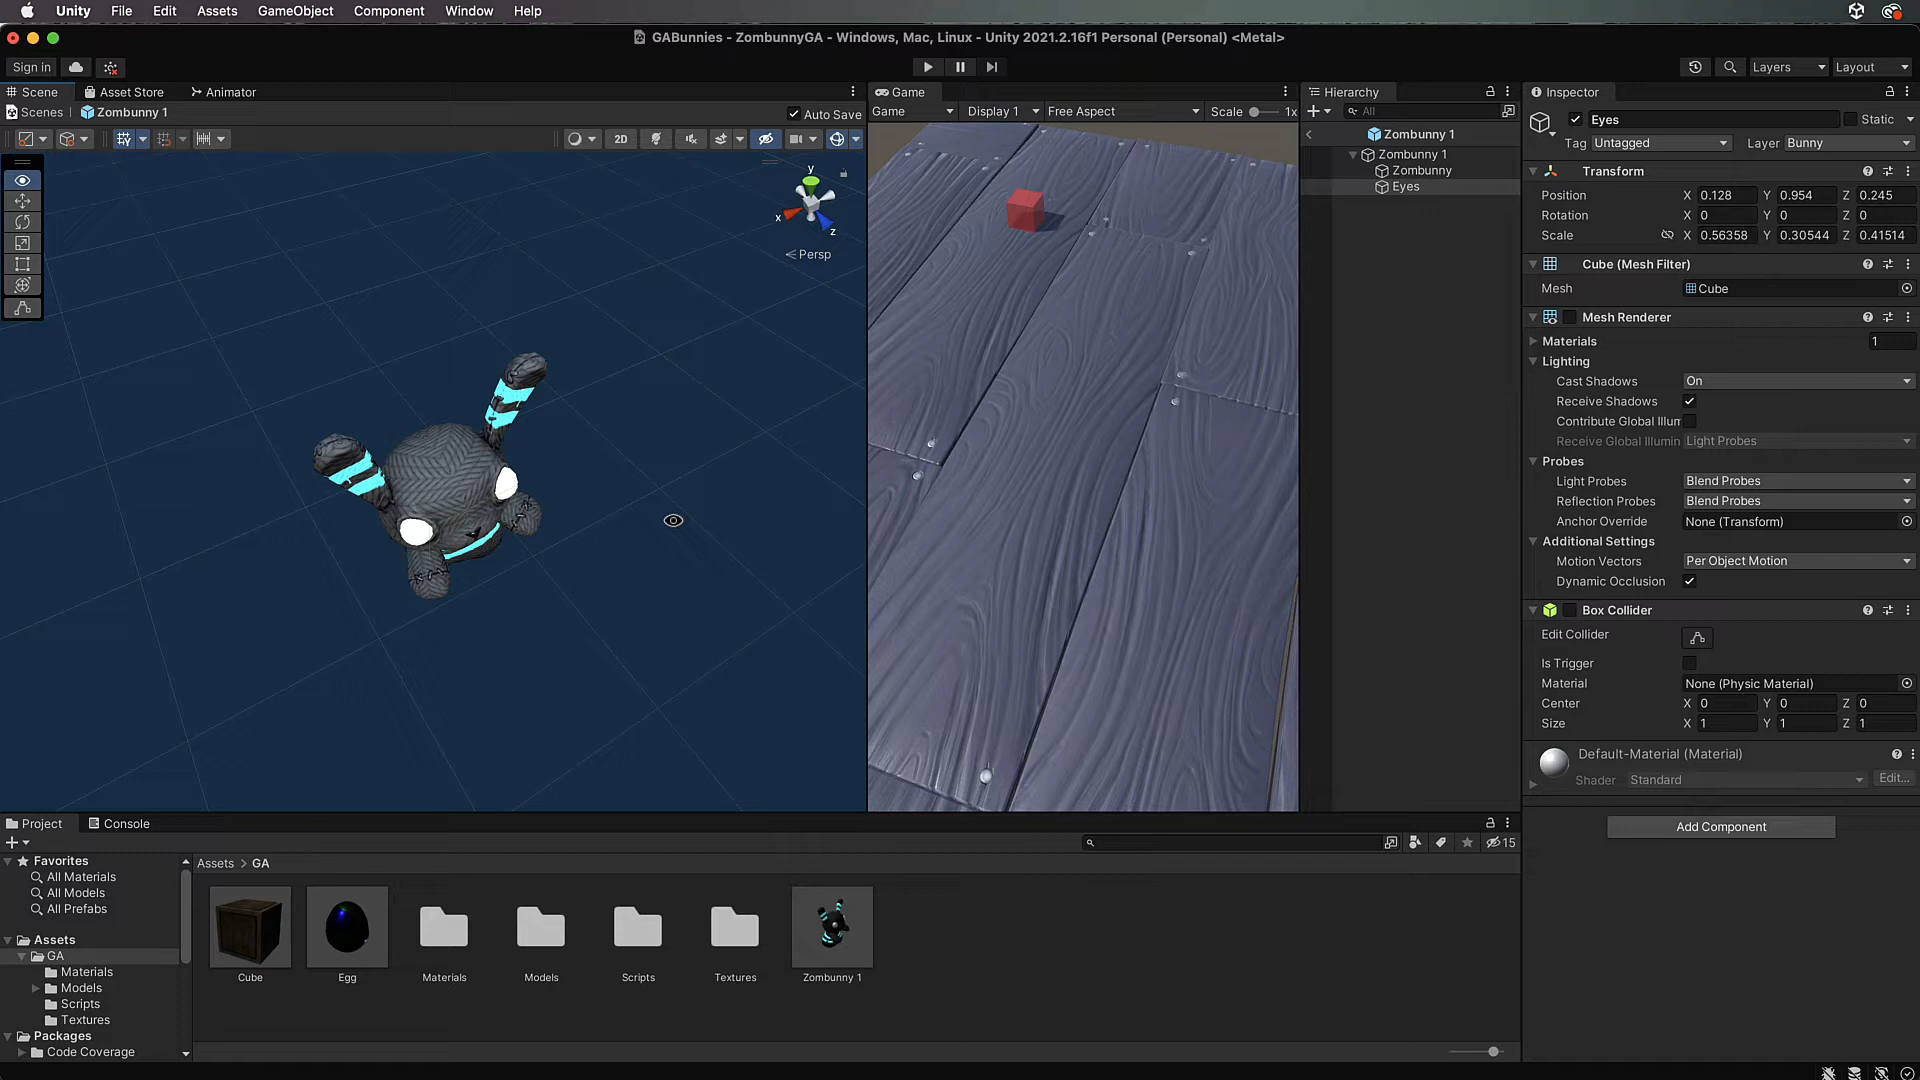 Unity File Edit Assets GameObject Component Window Help
GABunnies - ZombunnyGA - Windows, Mac, Linux - Unity 2021.2.16f1 Personal (Personal) <Metal>
Sign in
Layers
Layout
Scene
Asset Store
Animator
Scenes
Zombunny 1
Auto Save
2D
y
x
z
Persp
Game
Game
Display 1
Free Aspect
Scale
1x
Hierarchy
All
Zombunny 1
Zombunny 1
Zombunny
Eyes
Inspector
Eyes
Static
Tag Untagged Layer Bunny
Transform
Position X 0.128 Y 0.954 Z 0.245
Rotation X 0 Y 0 Z 0
Scale X 0.56358 Y 0.30544 Z 0.41514
Cube (Mesh Filter)
Mesh Cube
Mesh Renderer
Materials 1
Lighting
Cast Shadows On
Receive Shadows
Contribute Global Illum
Receive Global Illumin Light Probes
Probes
Light Probes Blend Probes
Reflection Probes Blend Probes
Anchor Override None (Transform)
Additional Settings
Motion Vectors Per Object Motion
Dynamic Occlusion
Box Collider
Edit Collider
Is Trigger
Material None (Physic Material)
Center X 0 Y 0 Z 0
Size X 1 Y 1 Z 1
Default-Material (Material)
Shader Standard Edit...
Add Component
Project
Console
15
Favorites
All Materials
All Models
All Prefabs
Assets
GA
Materials
Models
Scripts
Textures
Packages
Code Coverage
Assets > GA
Cube
Egg
Materials
Models
Scripts
Textures
Zombunny 1